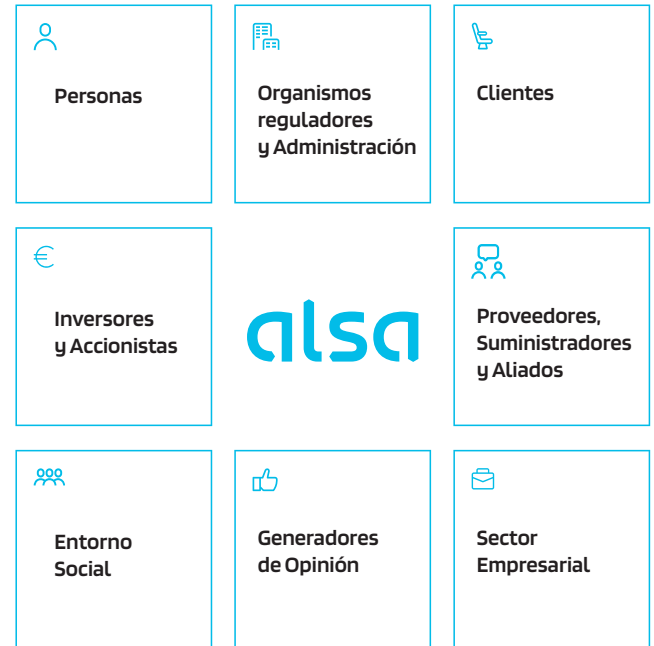 Personas
Organismos
reguladores
y Administración
Clientes
Inversores
y Accionistas
alsa
Proveedores,
Suministradores
y Aliados
Entorno
Social
Generadores
de Opinión
Sector
Empresarial